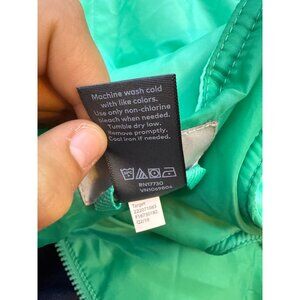 Machine wash cold
with like colors.
Use only non-chlorine
bleach when needed.
Tumble dry low.
Remove promptly.
Cool iron if needed.
RN17730
Target